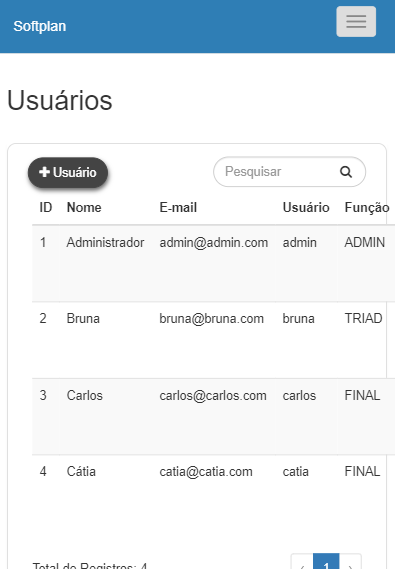 Softplan
Usuários
+ Usuário
Pesquisar
ID Nome E-mail Usuário Função
1 Administrador admin@admin.com admin ADMIN
2 Bruna bruna@bruna.com bruna TRIAD
3 Carlos carlos@carlos.com carlos FINAL
4 Cátia catia@catia.com catia FINAL
Total de Registros: 4
‹ 1 ›